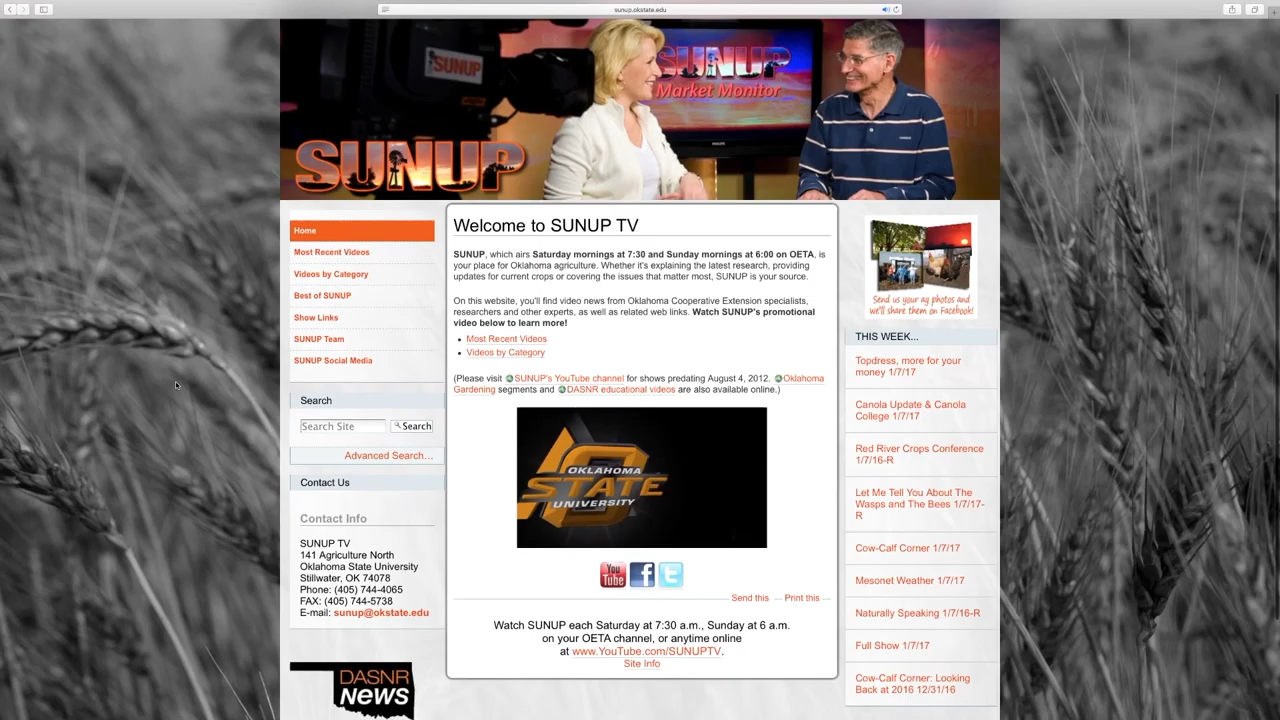 sunup.okstate.edu
SUNUP
SUNUP
Market Monitor
SUNUP
Home
Most Recent Videos
Videos by Category
Best of SUNUP
Show Links
SUNUP Team
SUNUP Social Media
Search
Search Site
Search
Advanced Search…
Contact Us
Contact Info
SUNUP TV
141 Agriculture North
Oklahoma State University
Stillwater, OK 74078
Phone: (405) 744-4065
FAX: (405) 744-5738
E-mail: sunup@okstate.edu
DASNR
NEWS
Welcome to SUNUP TV
SUNUP, which airs Saturday mornings at 7:30 and Sunday mornings at 6:00 on OETA, is
your place for Oklahoma agriculture. Whether it's explaining the latest research, providing
updates for current crops or covering the issues that matter most, SUNUP is your source.
On this website, you'll find video news from Oklahoma Cooperative Extension specialists,
researchers and other experts, as well as related web links. Watch SUNUP's promotional
video below to learn more!
Most Recent Videos
Videos by Category
(Please visit SUNUP's YouTube channel for shows predating August 4, 2012. Oklahoma
Gardening segments and DASNR educational videos are also available online.)
OKLAHOMA
STATE
UNIVERSITY
You
Tube
Send this
Print this
Watch SUNUP each Saturday at 7:30 a.m., Sunday at 6 a.m.
on your OETA channel, or anytime online
at www.YouTube.com/SUNUPTV.
Site Info
Send us your ag photos and
we'll share them on Facebook!
THIS WEEK...
Topdress, more for your
money 1/7/17
Canola Update & Canola
College 1/7/17
Red River Crops Conference
1/7/16-R
Let Me Tell You About The
Wasps and The Bees 1/7/17-
R
Cow-Calf Corner 1/7/17
Mesonet Weather 1/7/17
Naturally Speaking 1/7/16-R
Full Show 1/7/17
Cow-Calf Corner: Looking
Back at 2016 12/31/16